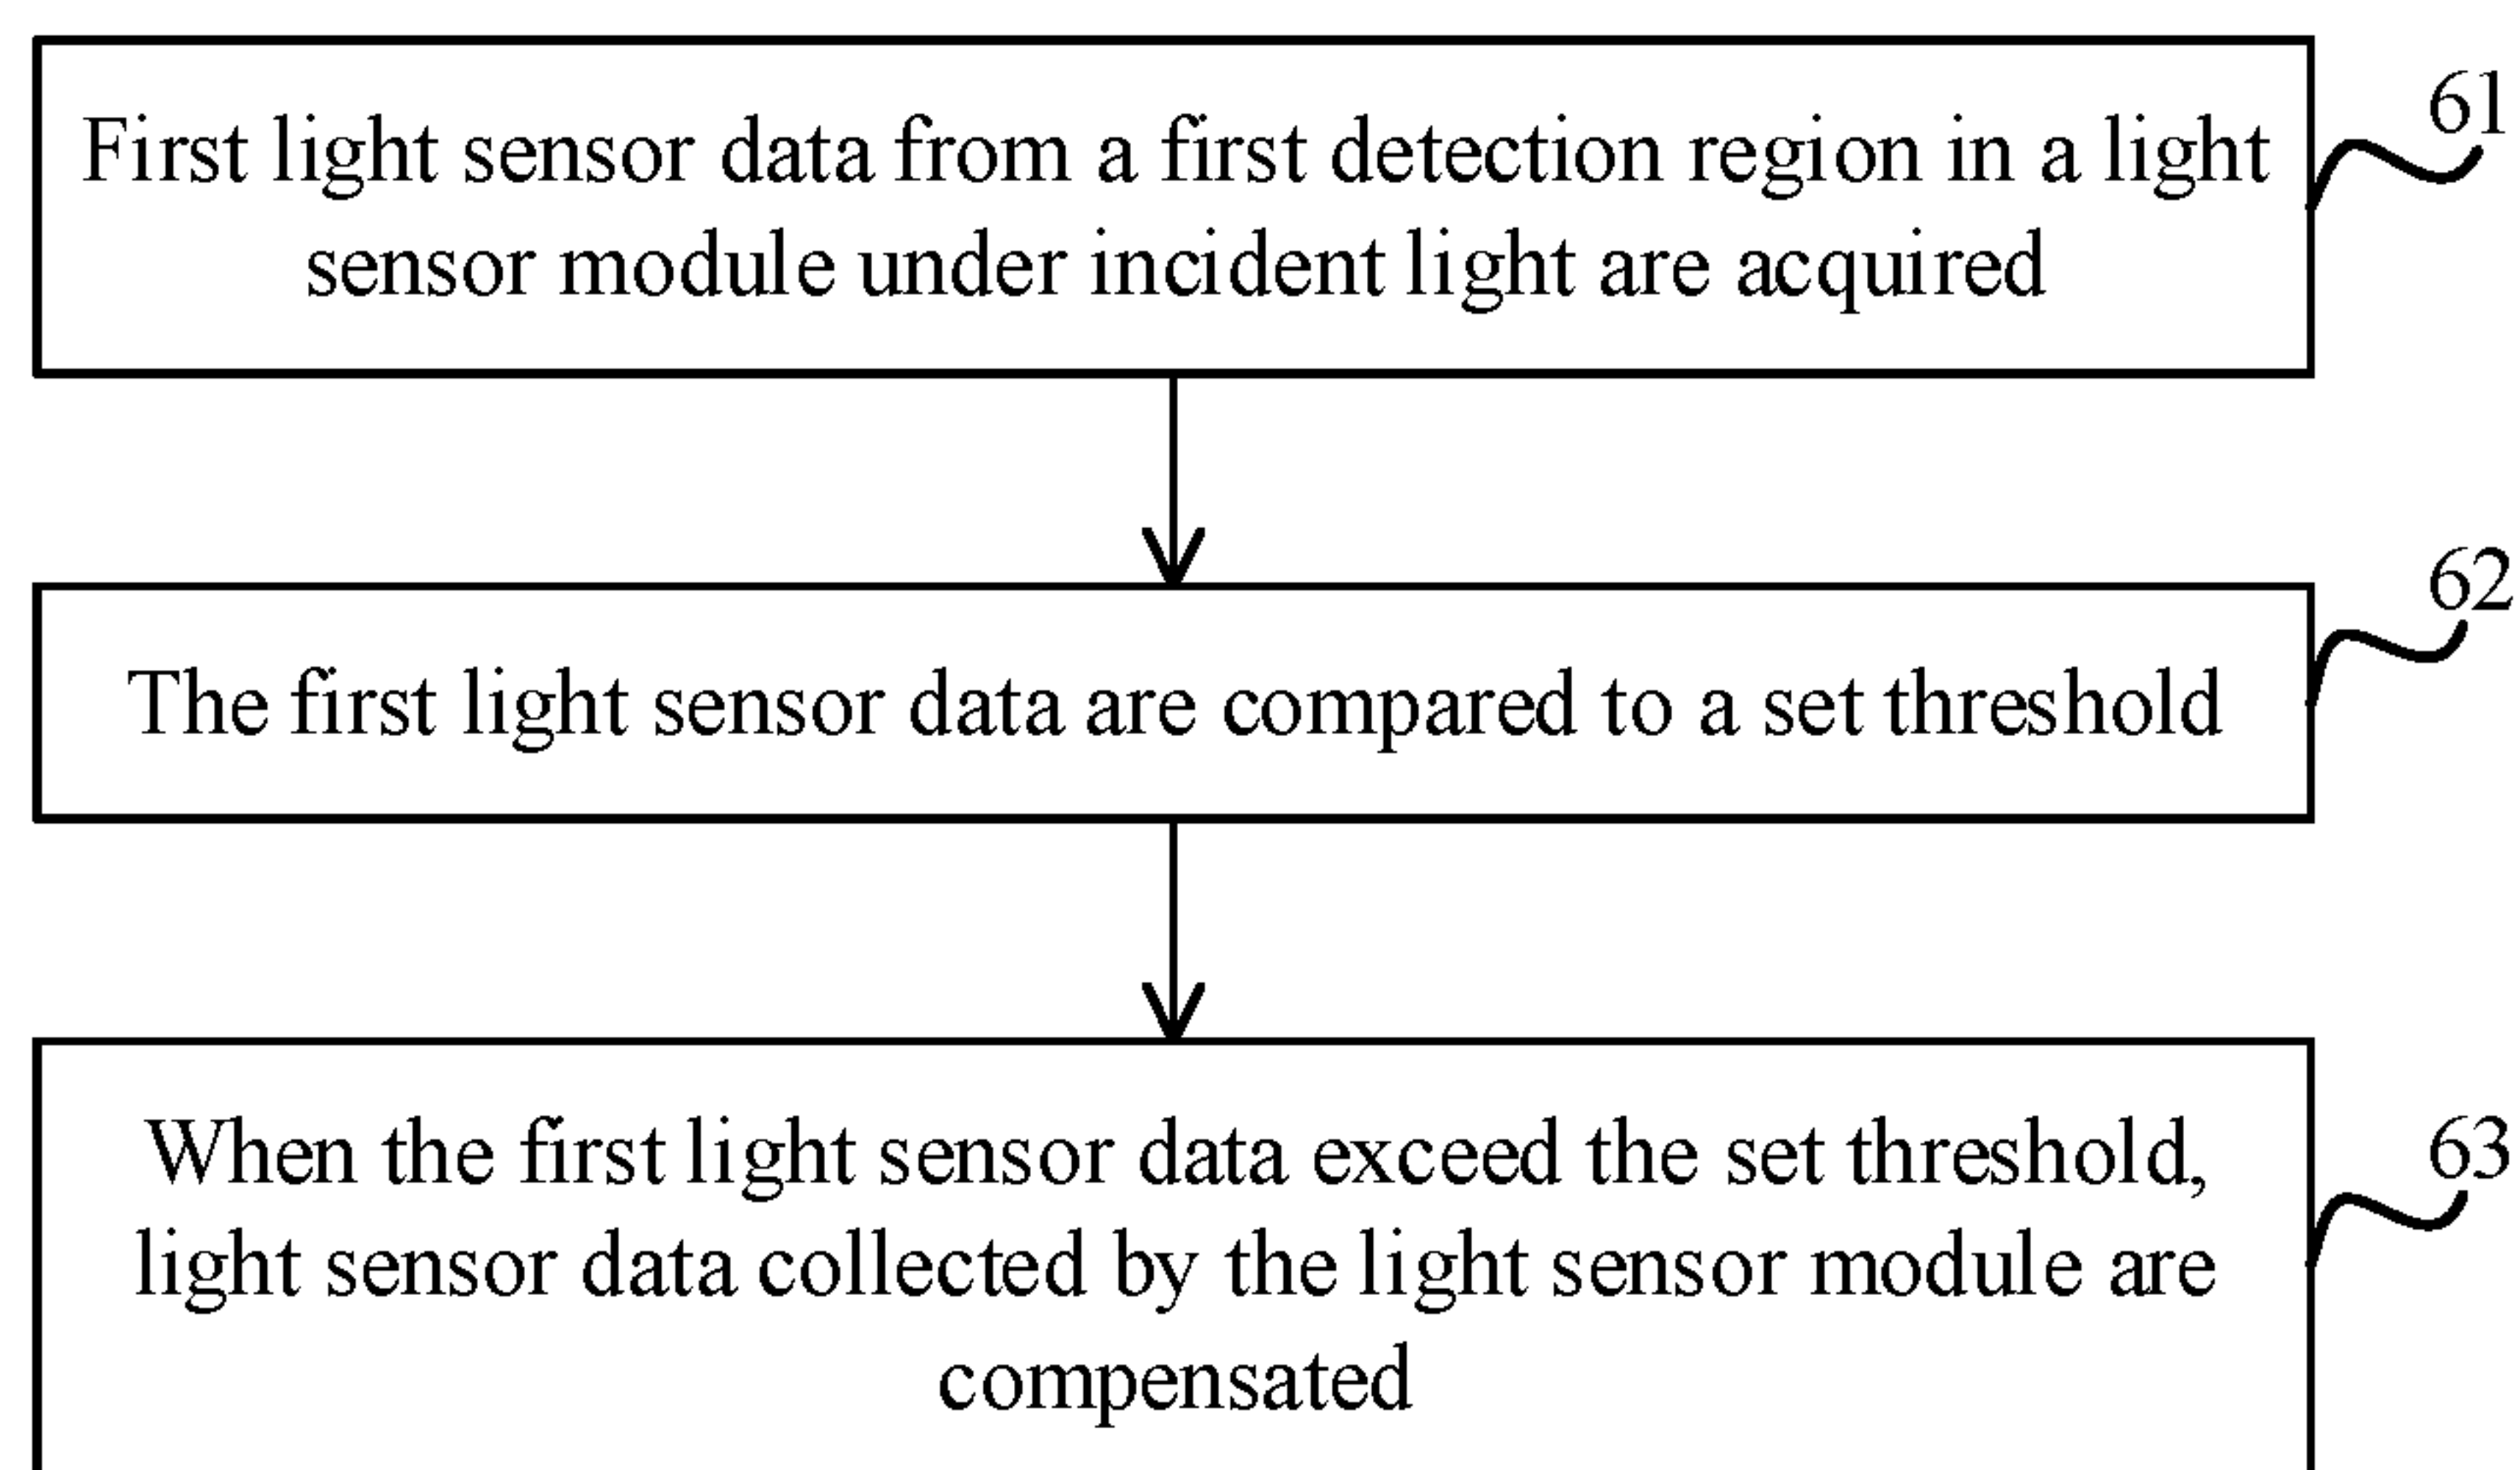 First light sensor data from a first detection region in a light
sensor module under incident light are acquired
61
The first light sensor data are compared to a set threshold
62
When the first light sensor data exceed the set threshold,
light sensor data collected by the light sensor module are
compensated
63